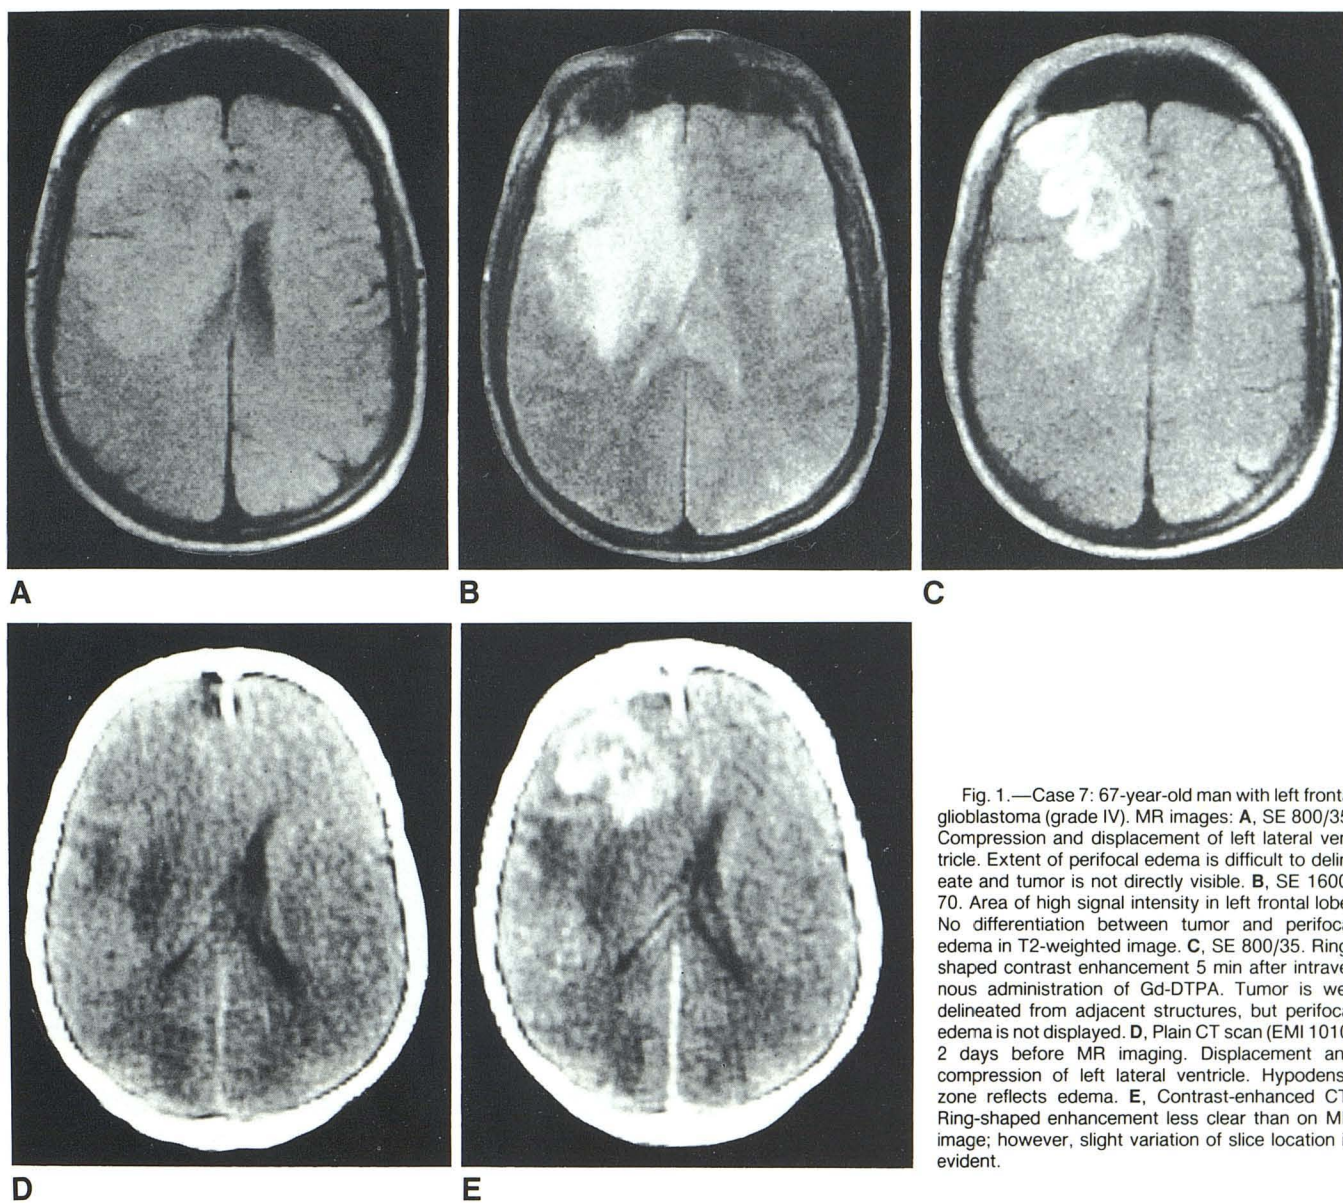 A
B
C
D
E
Fig. 1.—Case 7: 67-year-old man with left fronta
glioblastoma (grade IV). MR images: A, SE 800/35
Compression and displacement of left lateral ven
tricle. Extent of perifocal edema is difficult to delin
eate and tumor is not directly visible. B, SE 1600
70. Area of high signal intensity in left frontal lobe
No differentiation between tumor and perifoca
edema in T2-weighted image. C, SE 800/35. Ring
shaped contrast enhancement 5 min after intrave
nous administration of Gd-DTPA. Tumor is we
delineated from adjacent structures, but perifoca
edema is not displayed. D, Plain CT scan (EMI 1010
2 days before MR imaging. Displacement an
compression of left lateral ventricle. Hypodens
zone reflects edema. E, Contrast-enhanced CT
Ring-shaped enhancement less clear than on M
image; however, slight variation of slice location i
evident.